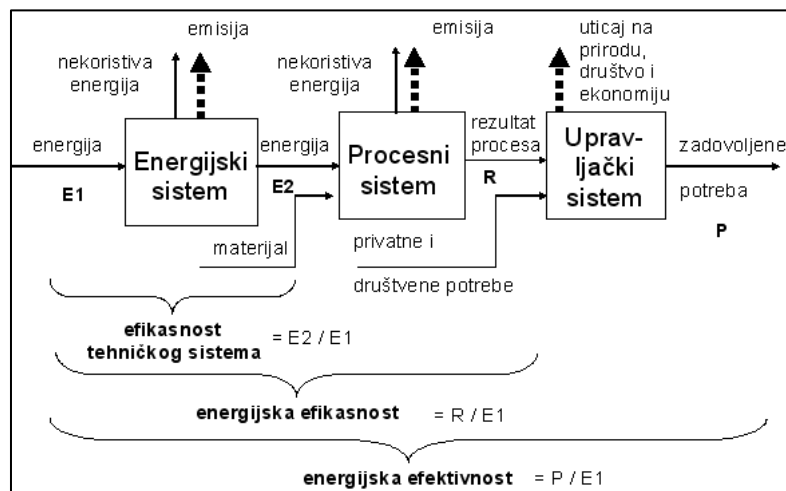 emisija
nekoristiva
energija
emisija
nekoristiva
energija
uticaj na
prirodu,
društvo i
ekonomiju
energija
E1
Energijski
sistem
energija
E2
Procesni
sistem
rezultat
procesa
R
Uprav-
ljački
sistem
zadovoljene
potreba
P
materijal
privatne i
društvene potrebe
efikasnost
tehničkog sistema
= E2 / E1
energijska efikasnost = R / E1
energijska efektivnost = P / E1